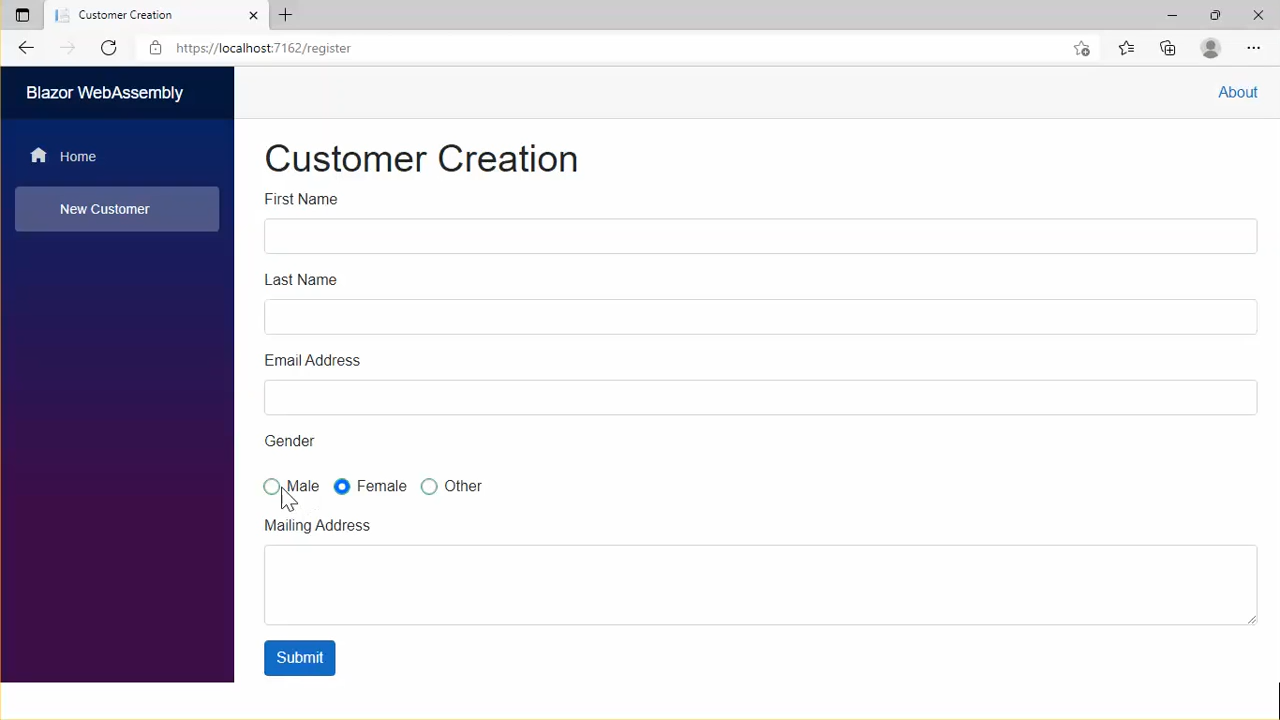 Customer Creation
https://localhost:7162/register
Blazor WebAssembly
About
Home
New Customer
Customer Creation
First Name
Last Name
Email Address
Gender
Male Female Other
Mailing Address
Submit